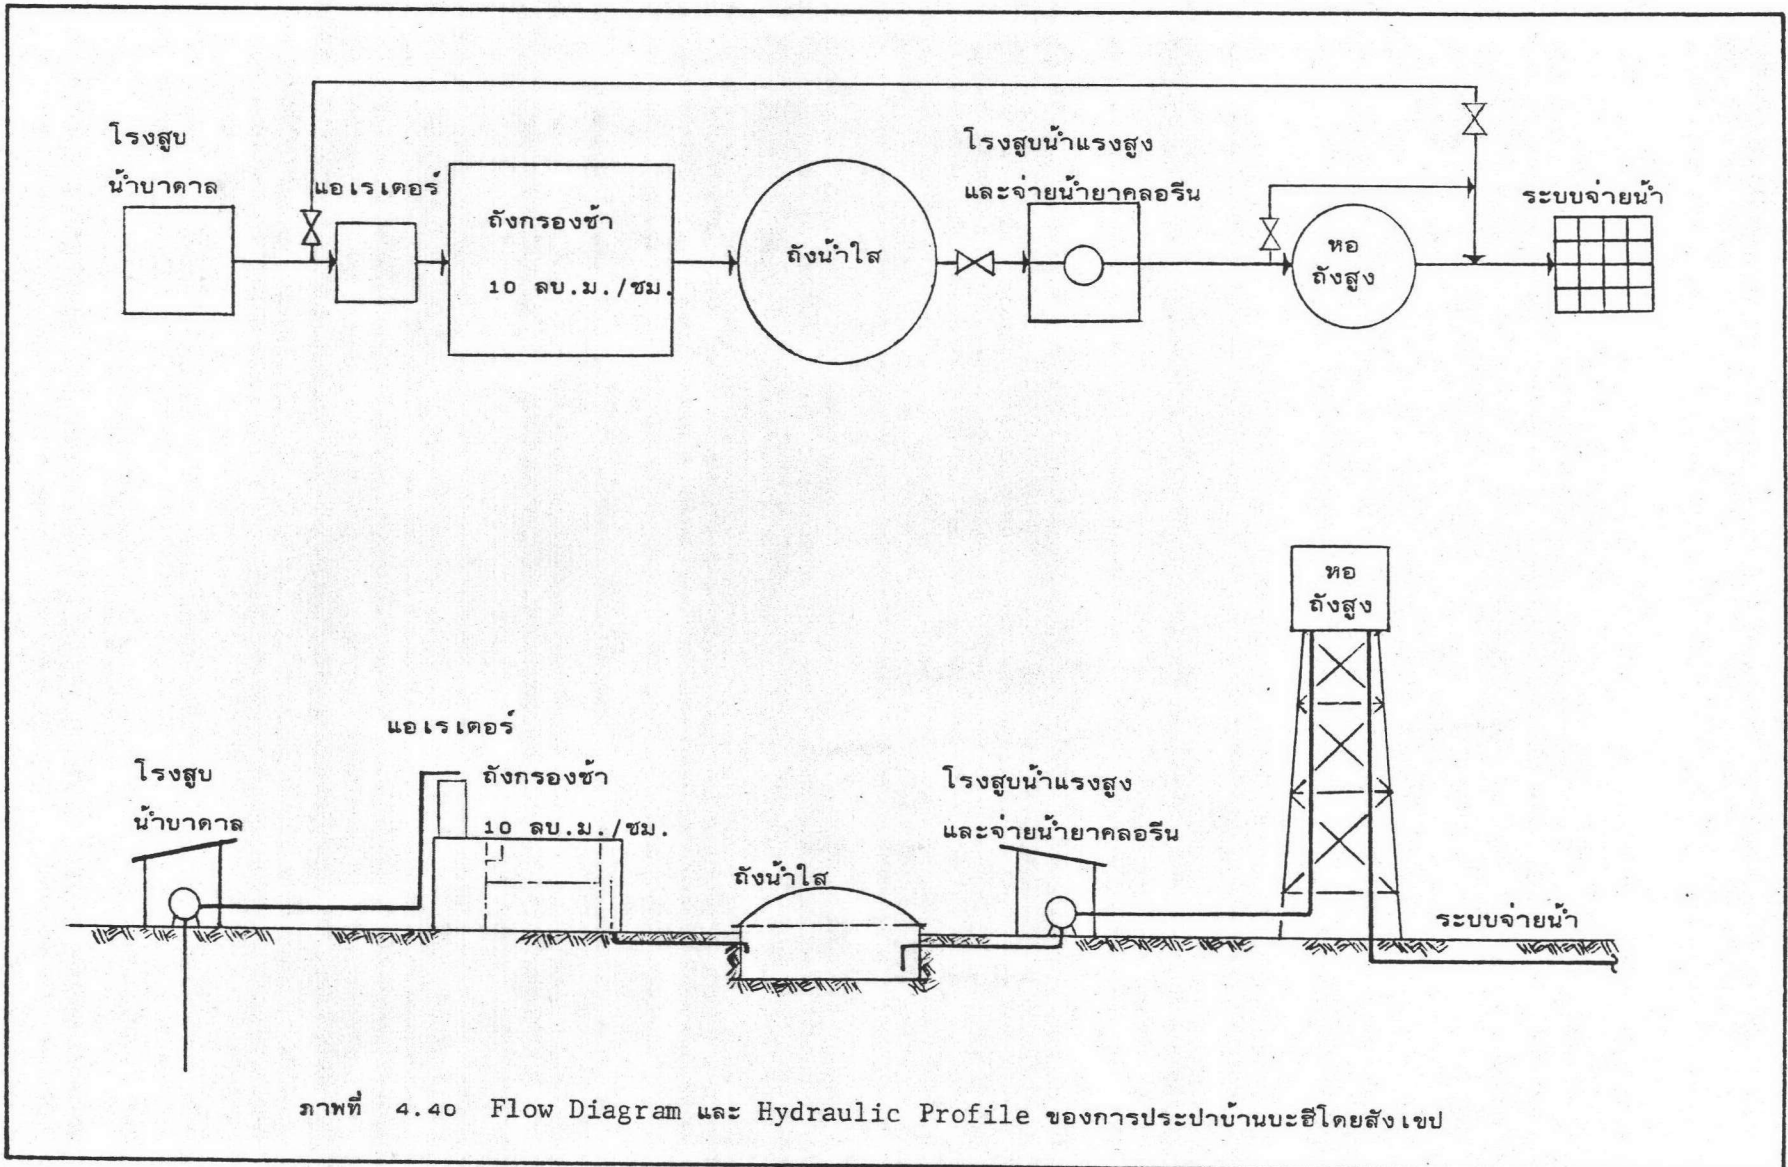 โรงสูบ
น้ำบาดาล
แอเรเตอร์
ถังกรองช้า
10 ลบ.ม./ชม.
ถังน้ำใส
โรงสูบน้ำแรงสูง
และจ่ายน้ำยาคลอรีน
หอ
ถังสูง
ระบบจ่ายน้ำ
หอ
ถังสูง
แอเรเตอร์
โรงสูบ
น้ำบาดาล
ถังกรองช้า
10 ลบ.ม./ชม.
ถังน้ำใส
โรงสูบน้ำแรงสูง
และจ่ายน้ำยาคลอรีน
ระบบจ่ายน้ำ
ภาพที่ 4.40 Flow Diagram และ Hydraulic Profile ของการประปาบ้านบะฮีโดยสังเขป